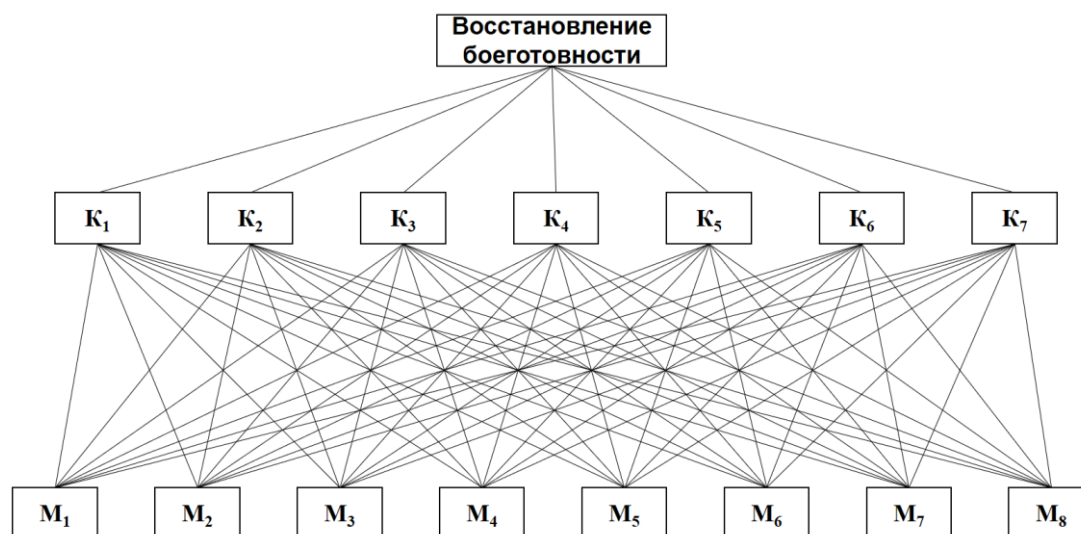 Восстановление
боеготовности
К₁ К₂ К₃ К₄ К₅ К₆ К₇
М₁ М₂ М₃ М₄ М₅ М₆ М₇ М₈